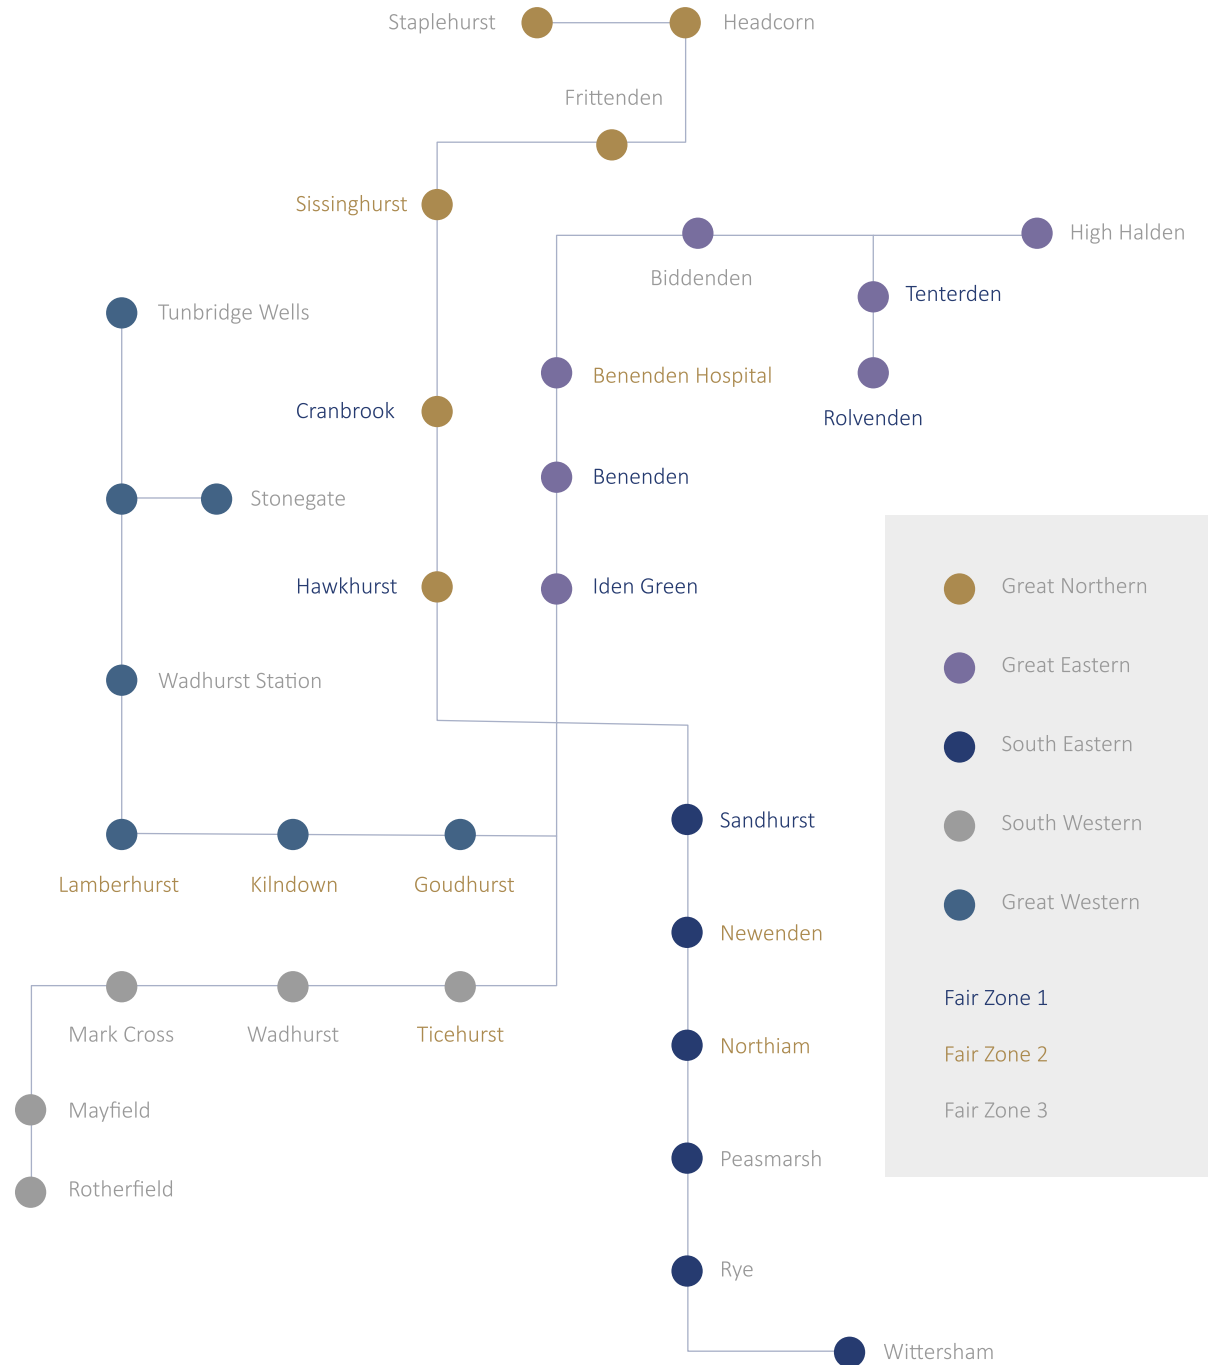 Staplehurst
Headcorn
Frittenden
Sissinghurst
Biddenden
High Halden
Tunbridge Wells
Tenterden
Benenden Hospital
Cranbrook
Rolvenden
Benenden
Stonegate
Hawkhurst
Iden Green
Wadhurst Station
Sandhurst
Lamberhurst
Kilndown
Goudhurst
Newenden
Mark Cross
Wadhurst
Ticehurst
Northiam
Mayfield
Peasmarsh
Rotherfield
Rye
Wittersham
Great Northern
Great Eastern
South Eastern
South Western
Great Western
Fair Zone 1
Fair Zone 2
Fair Zone 3